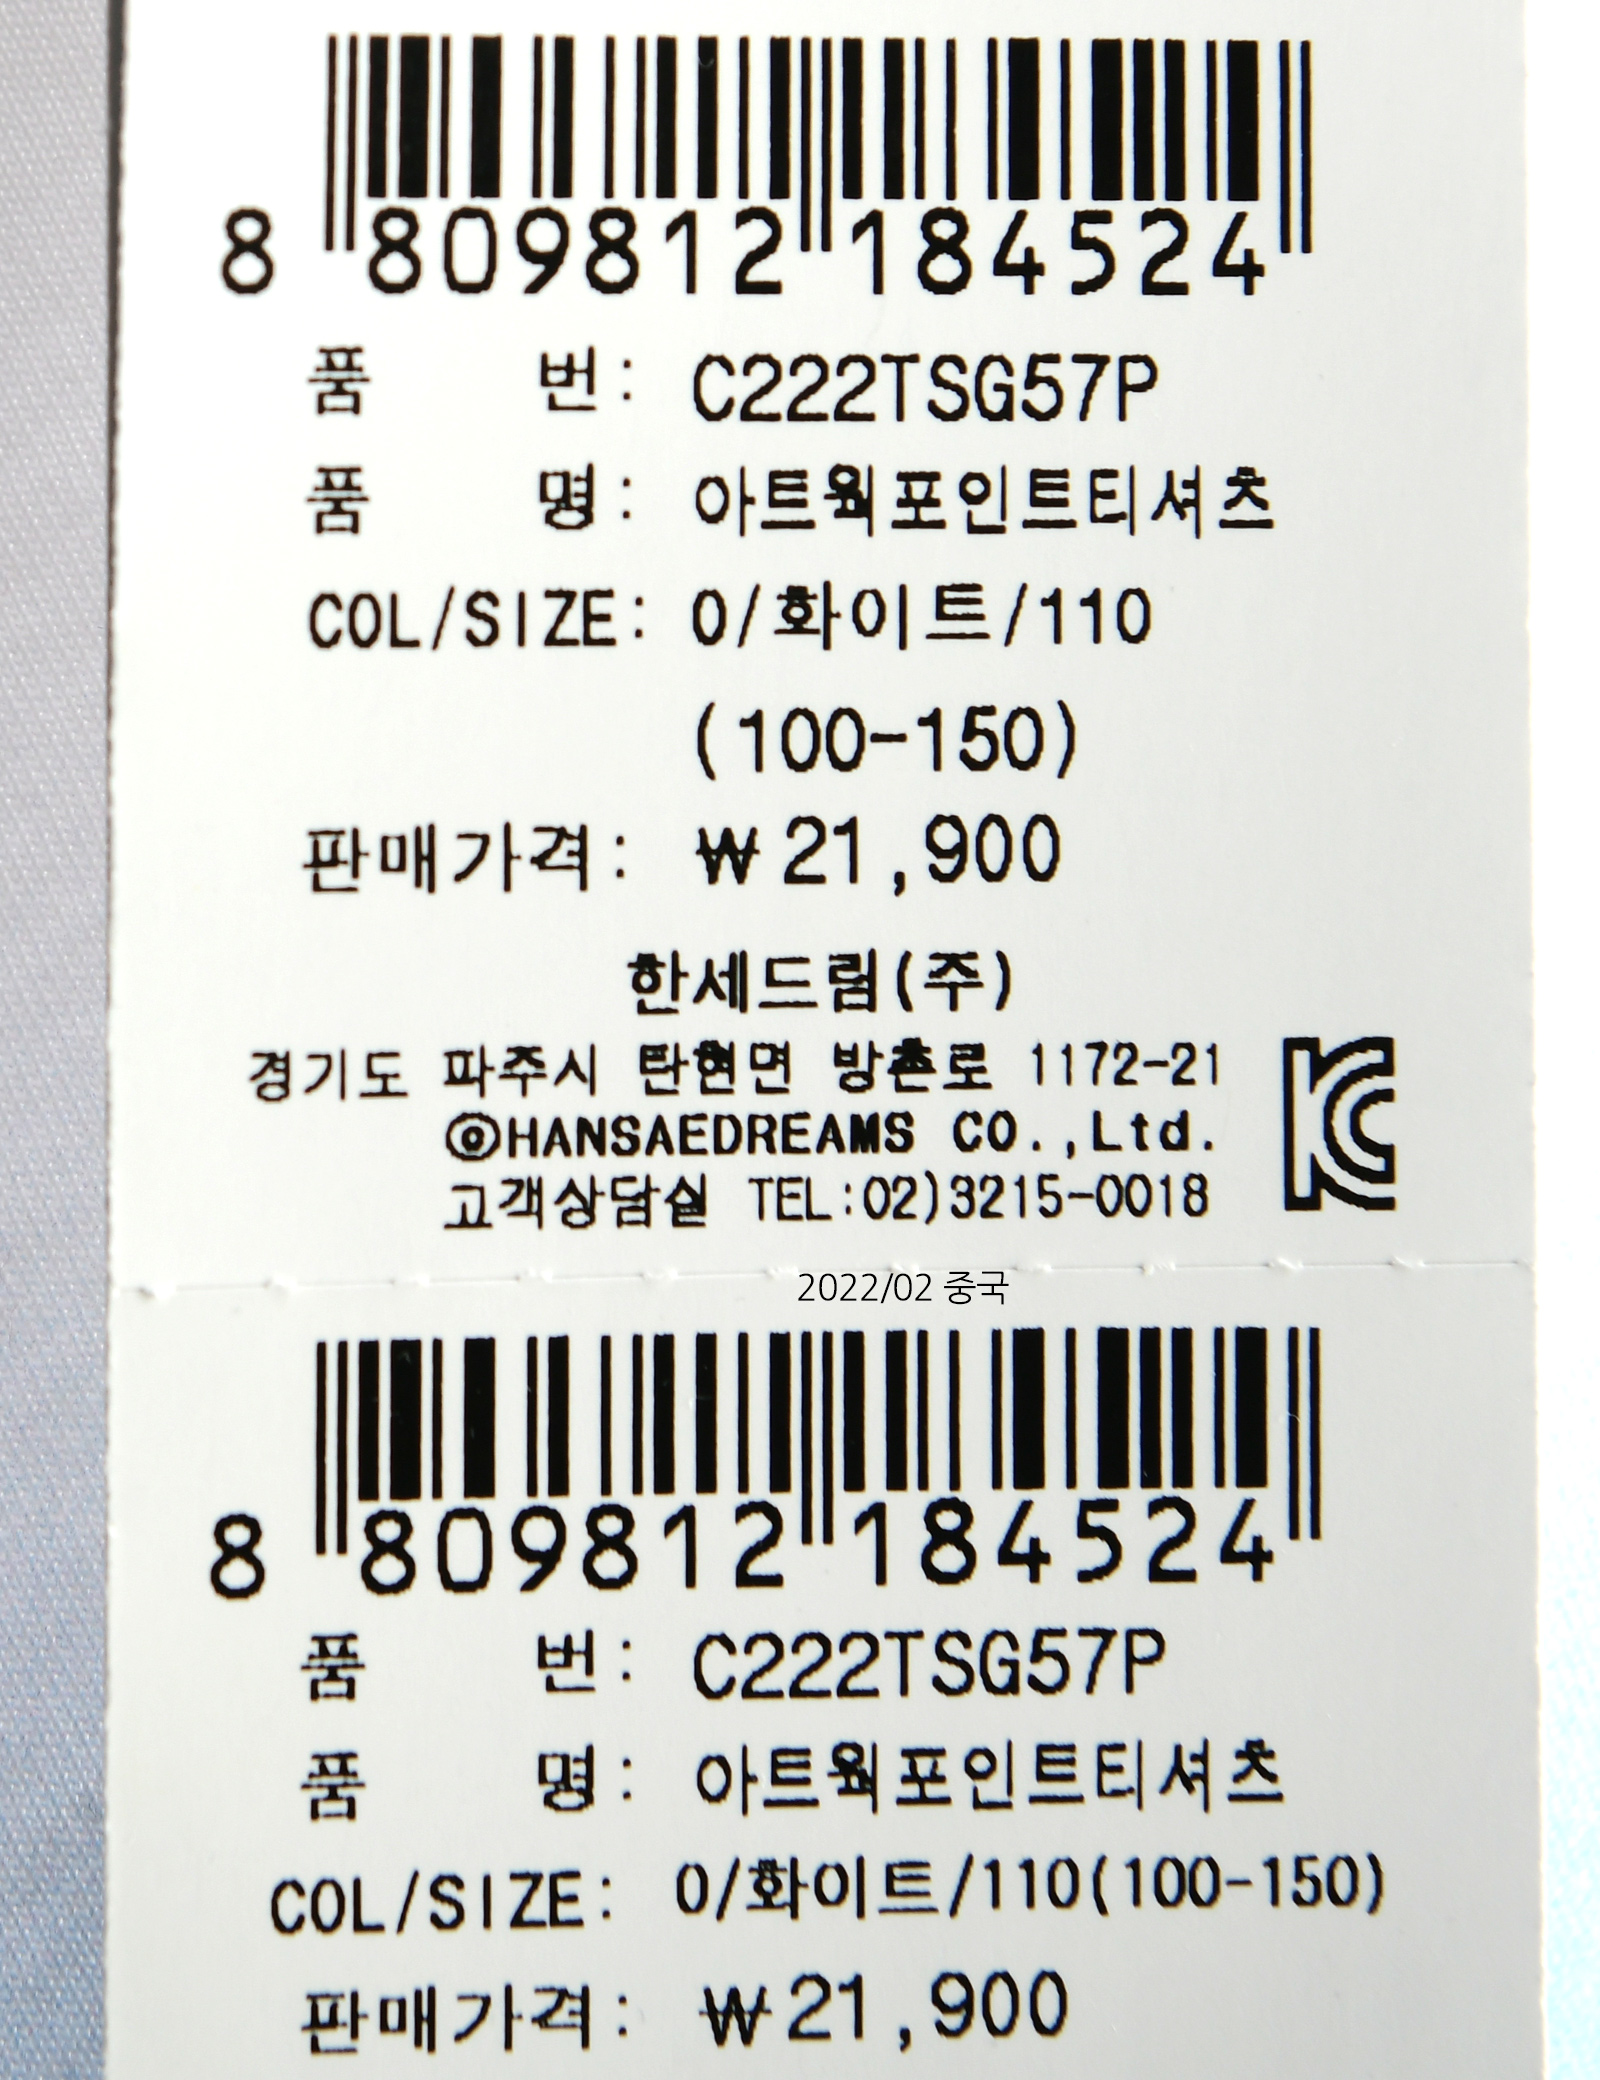 8 809812 184524
품 번: C222TSG57P
품 명: 아트웍포인트티셔츠
COL/SIZE: 0/화이트/110
(100-150)
판매가격: ₩21,900
한세드림(주)
경기도 파주시 탄현면 방촌로 1172-21
©HANSAEDREAMS CO.,Ltd.
고객상담실 TEL:02)3215-0018
2022/02 중국
8 809812 184524
품 번: C222TSG57P
품 명: 아트웍포인트티셔츠
COL/SIZE: 0/화이트/110(100-150)
판매가격: ₩21,900